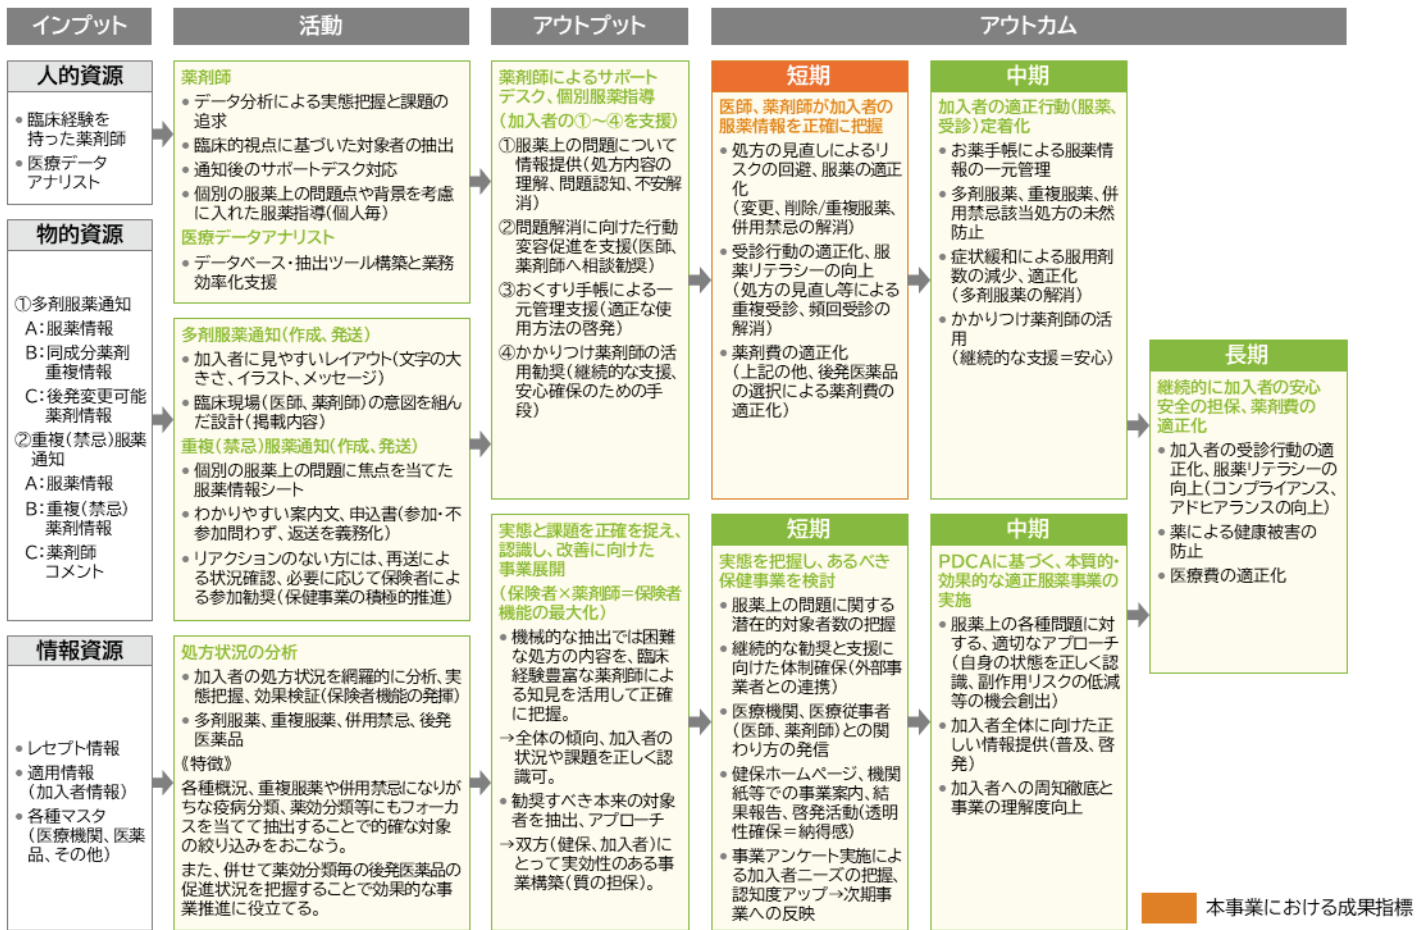 インプット
活動
アウトプット
アウトカム
人的資源
• 臨床経験を
持った薬剤師
• 医療データ
アナリスト
物的資源
①多剤服薬通知
A：服薬情報
B：同成分薬剤
重複情報
C：後発変更可能
薬剤情報
②重複(禁忌)服薬
通知
A：服薬情報
B：重複(禁忌)
薬剤情報
C：薬剤師
コメント
情報資源
• レセプト情報
• 適用情報
(加入者情報)
• 各種マスタ
(医療機関、医薬
品、その他)
薬剤師
• データ分析による実態把握と課題の
追求
• 臨床的視点に基づいた対象者の抽出
• 通知後のサポートデスク対応
• 個別の服薬上の問題点や背景を考慮
に入れた服薬指導(個人毎)
医療データアナリスト
• データベース・抽出ツール構築と業務
効率化支援
多剤服薬通知(作成、発送)
• 加入者に見やすいレイアウト(文字の大
きさ、イラスト、メッセージ)
• 臨床現場(医師、薬剤師)の意図を組ん
だ設計(掲載内容)
重複(禁忌)服薬通知(作成、発送)
• 個別の服薬上の問題に焦点を当てた
服薬情報シート
• わかりやすい案内文、申込書(参加・不
参加問わず、返送を義務化)
• リアクションのない方には、再送によ
る状況確認、必要に応じて保険者によ
る参加勧奨(保健事業の積極的推進)
処方状況の分析
• 加入者の処方状況を網羅的に分析、実
態把握、効果検証(保険者機能の発揮)
• 多剤服薬、重複服薬、併用禁忌、後発
医薬品
《特徴》
各種概況、重複服薬や併用禁忌になりが
ちな疫病分類、薬効分類等にもフォーカ
スを当てて抽出することで的確な対象
の絞り込みをおこなう。
また、併せて薬効分類毎の後発医薬品の
促進状況を把握することで効果的な事
業推進に役立てる。
薬剤師によるサポート
デスク、個別服薬指導
(加入者の①～④を支援)
①服薬上の問題について
情報提供(処方内容の
理解、問題認知、不安解
消)
②問題解消に向けた行動
変容促進を支援(医師、
薬剤師へ相談勧奨)
③おくすり手帳による一
元管理支援(適正な使
用方法の啓発)
④かかりつけ薬剤師の活
用勧奨(継続的な支援、
安心確保のための手
段)
実態と課題を正確を捉え、
認識し、改善に向けた
事業展開
(保険者×薬剤師＝保険者
機能の最大化)
• 機械的な抽出では困難
な処方の内容を、臨床
経験豊富な薬剤師によ
る知見を活用して正確
に把握。
→全体の傾向、加入者の
状況や課題を正しく認
識可。
• 勧奨すべき本来の対象
者を抽出、アプローチ
→双方(健保、加入者)に
とって実効性のある事
業構築(質の担保)。
短期
医師、薬剤師が加入者の
服薬情報を正確に把握
• 処方の見直しによるリ
スクの回避、服薬の適正
化
(変更、削除/重複服薬、
併用禁忌の解消)
• 受診行動の適正化、服
薬リテラシーの向上
(処方の見直し等による
重複受診、頻回受診の
解消)
• 薬剤費の適正化
(上記の他、後発医薬品
の選択による薬剤費の
適正化)
短期
実態を把握し、あるべき
保健事業を検討
• 服薬上の問題に関する
潜在的対象者数の把握
• 継続的な勧奨と支援に
向けた体制確保(外部事
業者との連携)
• 医療機関、医療従事者
(医師、薬剤師)との関
わり方の発信
• 健保ホームページ、機関
紙等での事業案内、結
果報告、啓発活動(透明
性確保＝納得感)
• 事業アンケート実施によ
る加入者ニーズの把握、
認知度アップ→次期事
業への反映
中期
加入者の適正行動(服薬、
受診)定着化
• お薬手帳による服薬情
報の一元管理
• 多剤服薬、重複服薬、併
用禁忌該当処方の未然
防止
• 症状緩和による服用剤
数の減少、適正化
(多剤服薬の解消)
• かかりつけ薬剤師の活
用
(継続的な支援＝安心)
中期
PDCAに基づく、本質的・
効果的な適正服薬事業の
実施
• 服薬上の各種問題に対
する、適切なアプローチ
(自身の状態を正しく認
識、副作用リスクの低減
等の機会創出)
• 加入者全体に向けた正
しい情報提供(普及、啓
発)
• 加入者への周知徹底と
事業の理解度向上
長期
継続的に加入者の安心
安全の担保、薬剤費の
適正化
• 加入者の受診行動の適
正化、服薬リテラシーの
向上(コンプライアンス、
アドヒアランスの向上)
• 薬による健康被害の
防止
• 医療費の適正化
本事業における成果指標